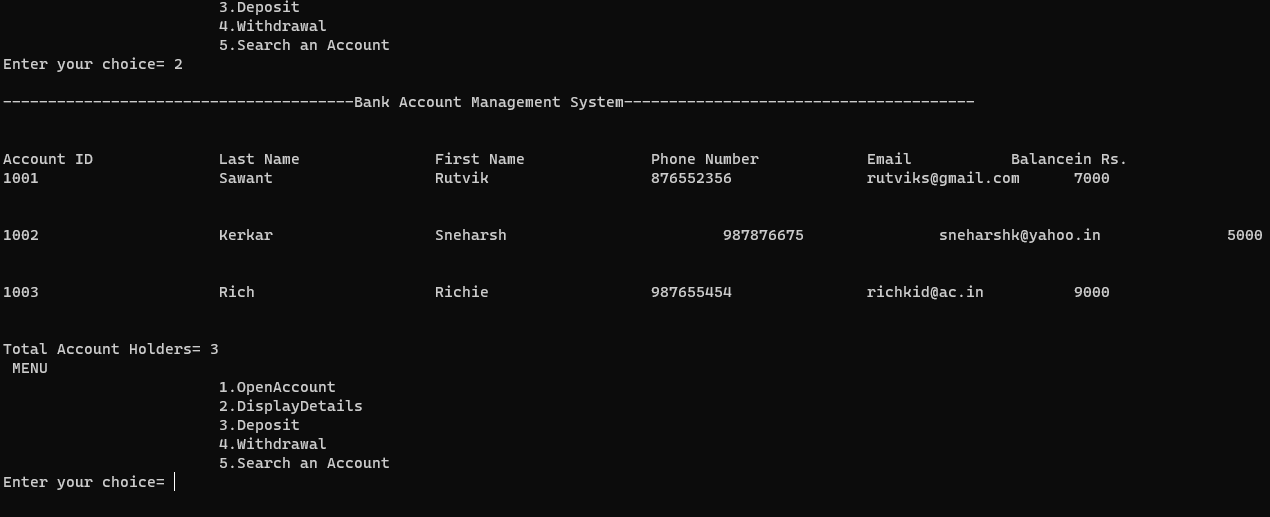 3.Deposit
4.Withdrawal
5.Search an Account
Enter your choice= 2
---------------------------------------Bank Account Management System---------------------------------------
Account ID Last Name First Name Phone Number Email Balancein Rs.
1001 Sawant Rutvik 876552356 rutviks@gmail.com 7000
1002 Kerkar Sneharsh 987876675 sneharshk@yahoo.in 5000
1003 Rich Richie 987655454 richkid@ac.in 9000
Total Account Holders= 3
MENU
1.OpenAccount
2.DisplayDetails
3.Deposit
4.Withdrawal
5.Search an Account
Enter your choice=